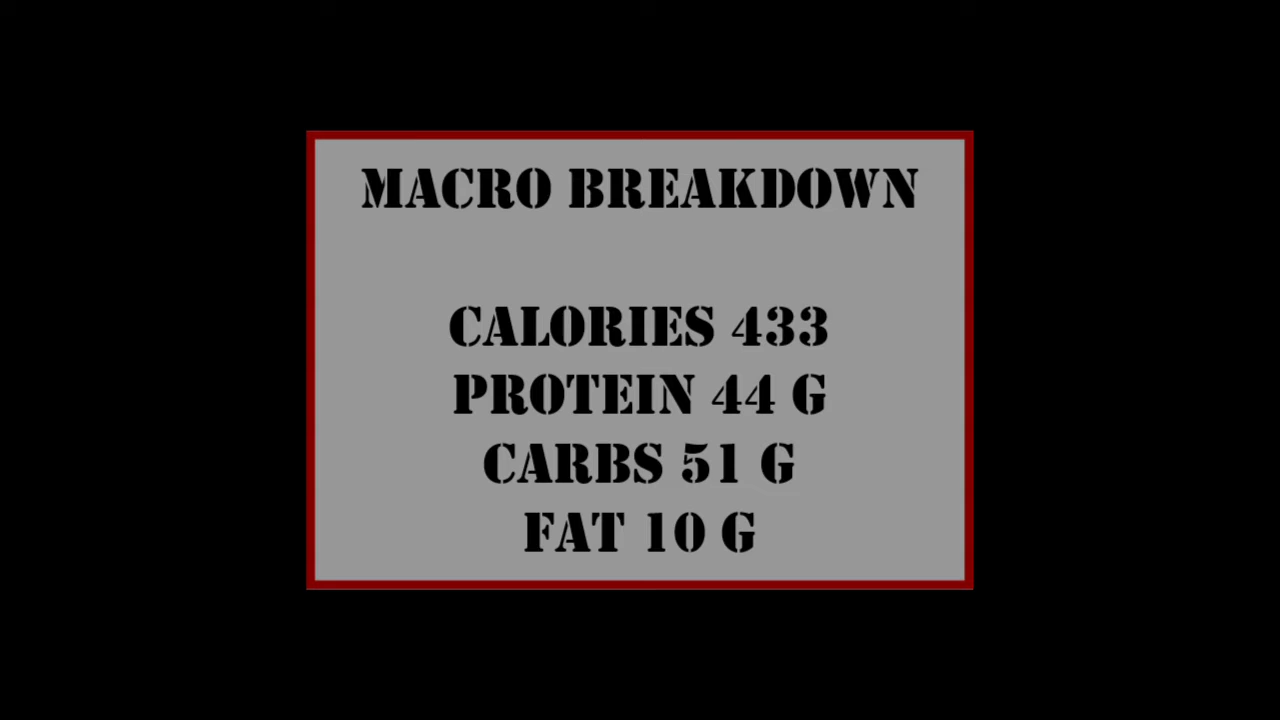 MACRO BREAKDOWN
CALORIES 433
PROTEIN 44 G
CARBS 51 G
FAT 10 G